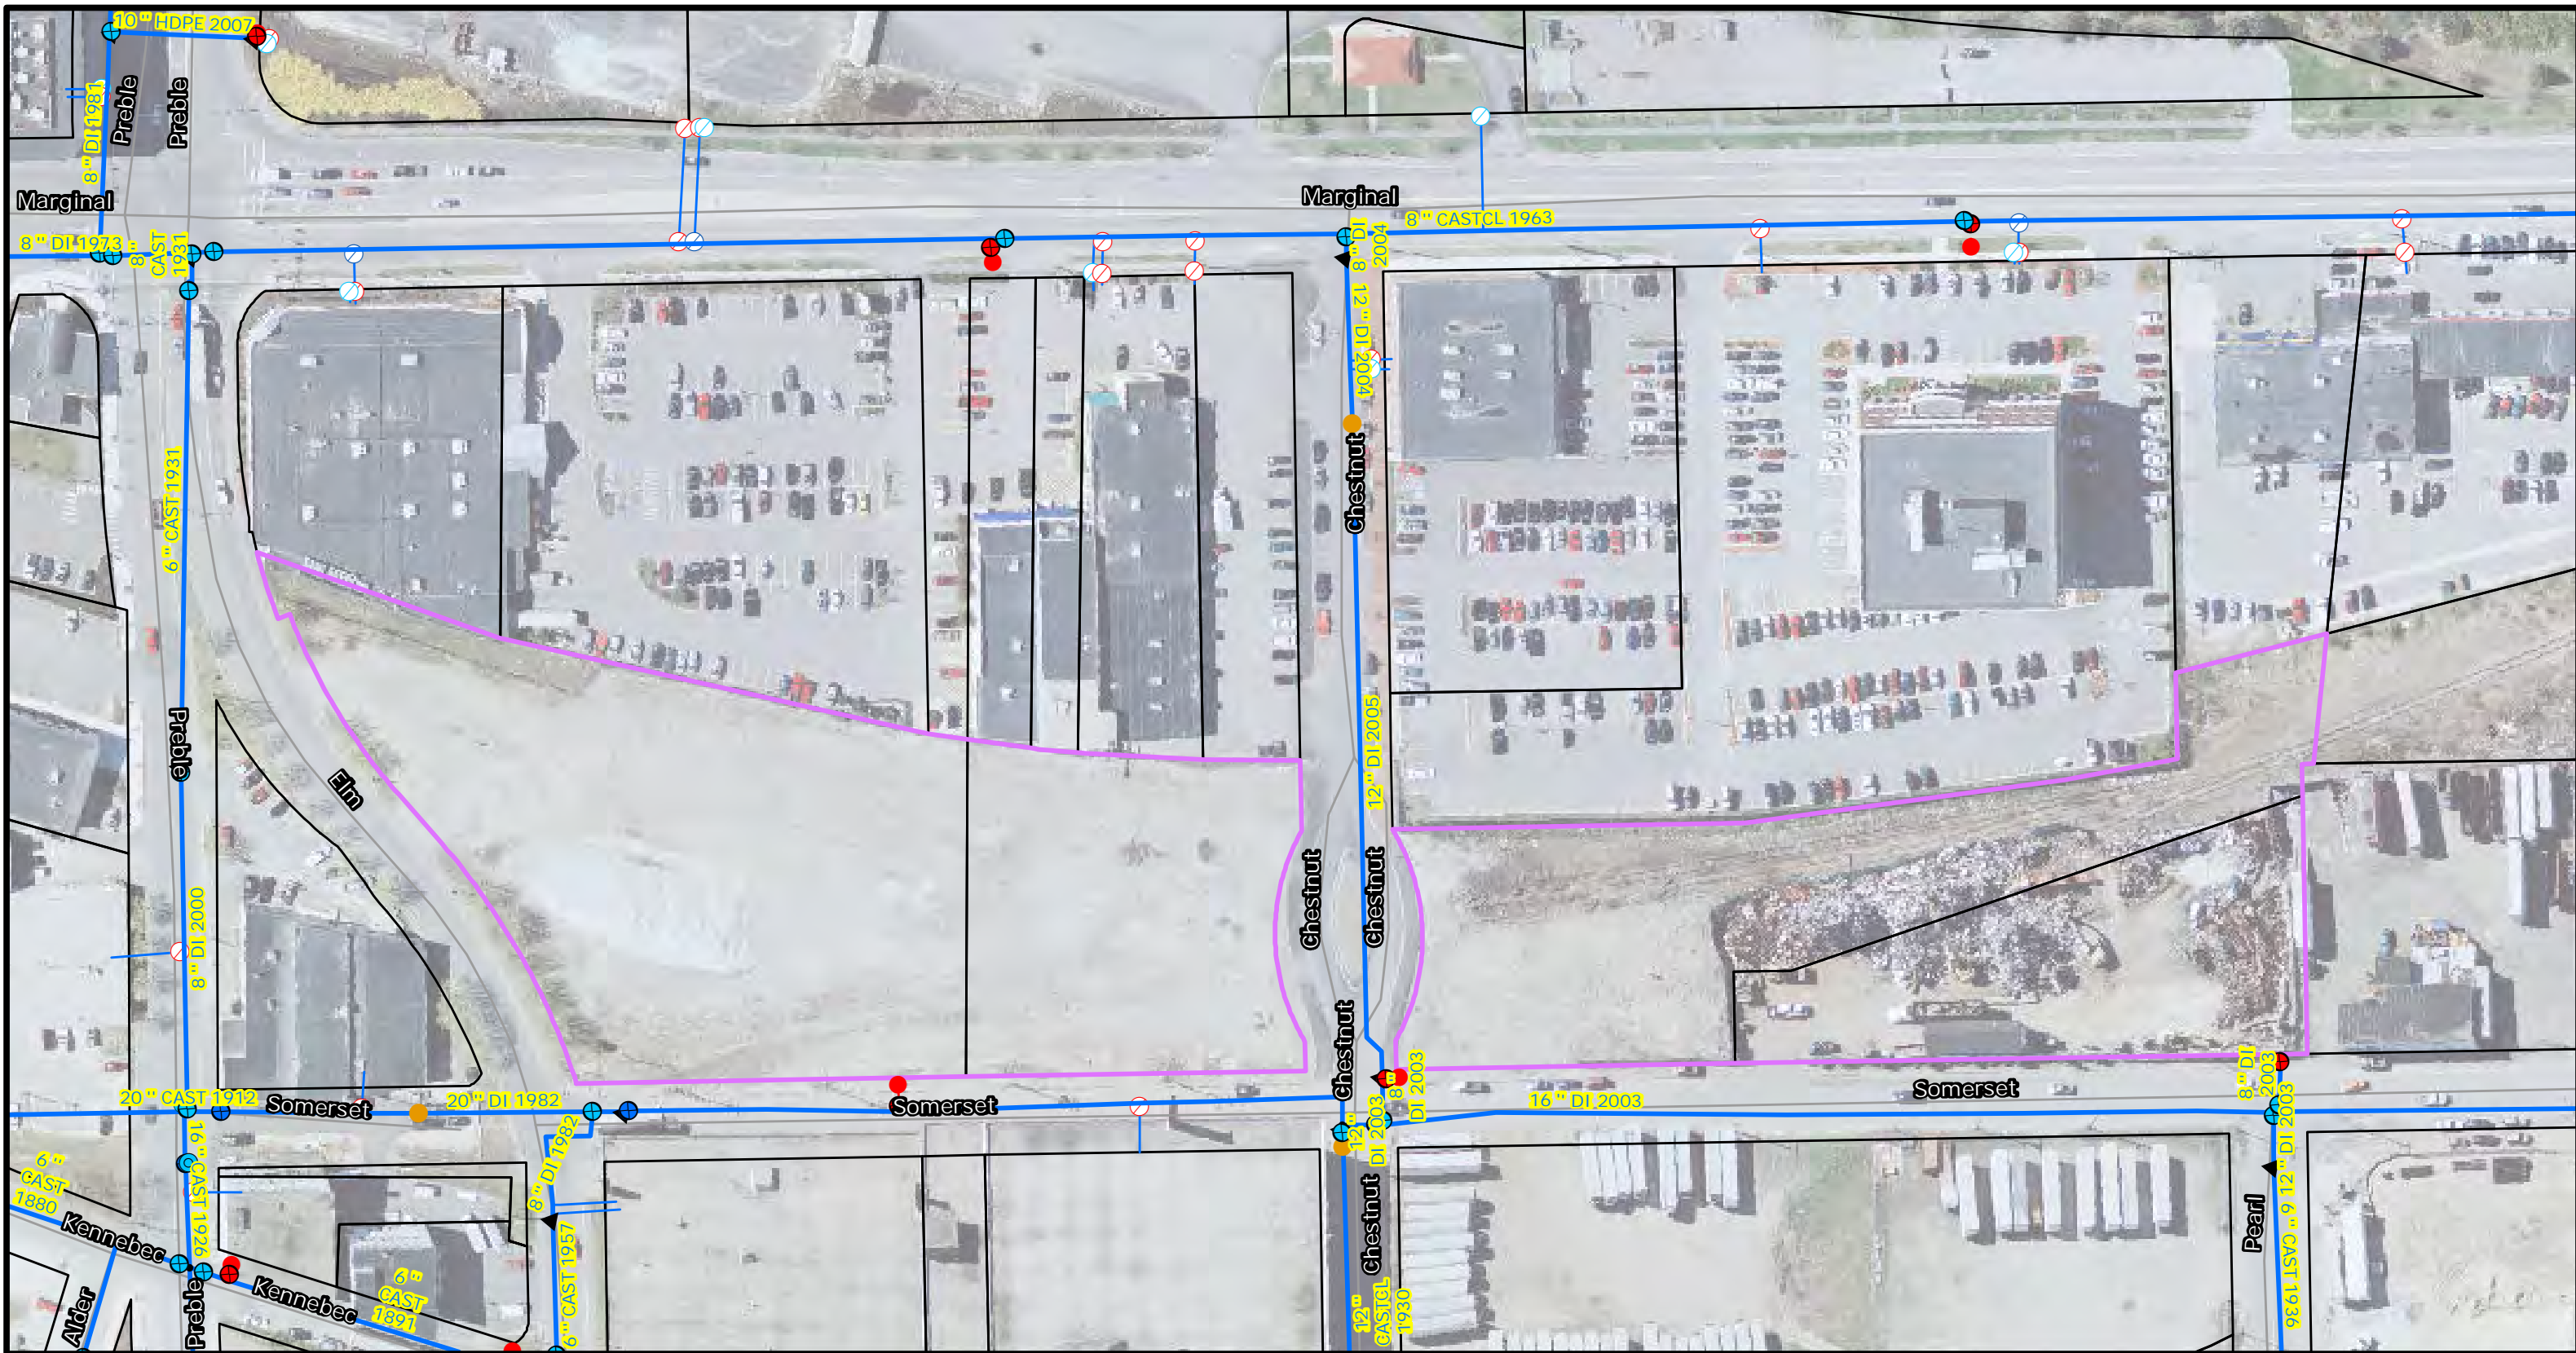 10 " HDPE 2007
8 " DI 1981
Preble
Preble
Marginal
Marginal
8 " DI 1973
8 "
CAST
1931
8 " CASTCL 1963
8 " DI
2004
12 " DI 2004
Chestnut
6 " CAST 1931
Preble
Elm
12 " DI 2005
Chestnut
Chestnut
8 " DI 2000
Chestnut
20 " CAST 1912
Somerset
20 " DI 1982
Somerset
8 "
DI 2003
16 " DI 2003
Somerset
8 " DI
2003
12 "
DI 2003
8 " DI 1982
16 " CAST 1926
12 " DI 2003
6 "
CAST
1880
Kennebec
Kennebec
6 "
CAST
1891
Alder
Preble
6 " CAST 1957
Chestnut
12 "
CASTCL
1930
Pearl
6 " CAST 1936